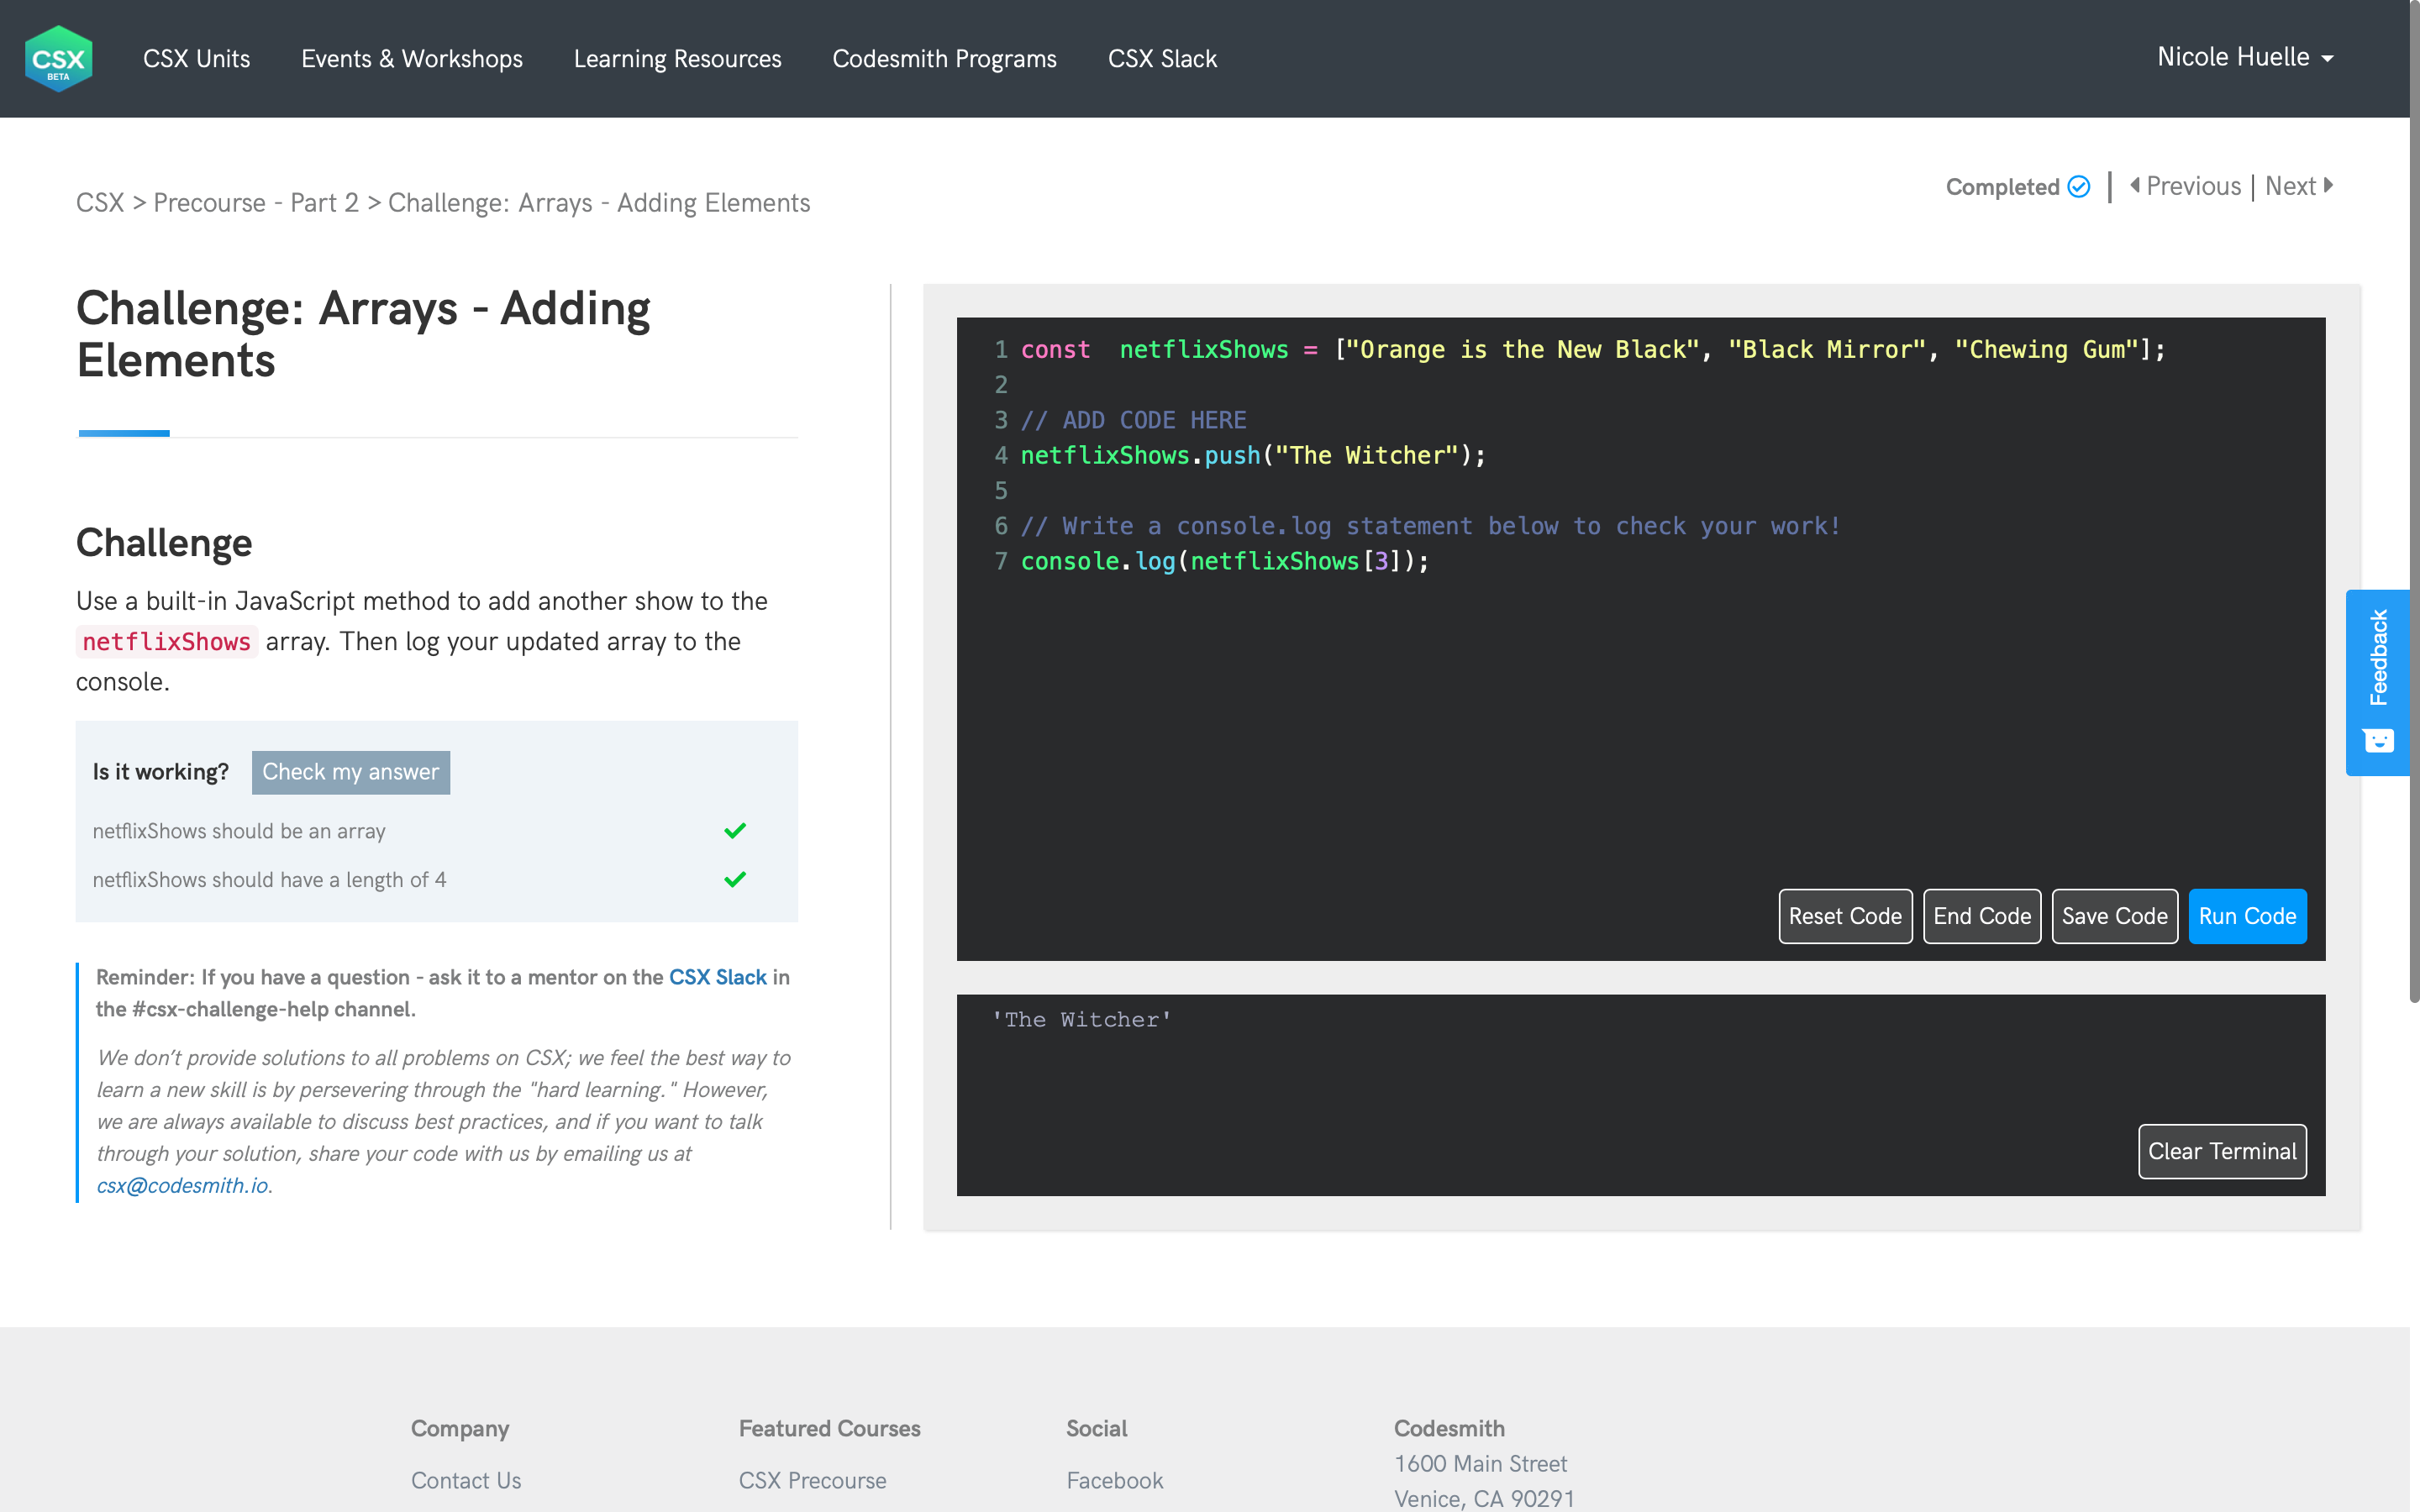 CSX
BETA
CSX Units
Events & Workshops
Learning Resources
Codesmith Programs
CSX Slack
Nicole Huelle
CSX > Precourse - Part 2 > Challenge: Arrays - Adding Elements
Completed
Previous | Next
Challenge: Arrays - Adding
Elements
Challenge
Use a built-in JavaScript method to add another show to the
netflixShows array. Then log your updated array to the
console.
Is it working?
Check my answer
netflixShows should be an array
netflixShows should have a length of 4
Reminder: If you have a question - ask it to a mentor on the CSX Slack in
the #csx-challenge-help channel.
We don’t provide solutions to all problems on CSX; we feel the best way to
learn a new skill is by persevering through the "hard learning." However,
we are always available to discuss best practices, and if you want to talk
through your solution, share your code with us by emailing us at
csx@codesmith.io.
1 const  netflixShows = ["Orange is the New Black", "Black Mirror", "Chewing Gum"];
2
3 // ADD CODE HERE
4 netflixShows.push("The Witcher");
5
6 // Write a console.log statement below to check your work!
7 console.log(netflixShows[3]);
Reset Code
End Code
Save Code
Run Code
'The Witcher'
Clear Terminal
Feedback
Company
Contact Us
Featured Courses
CSX Precourse
Social
Facebook
Codesmith
1600 Main Street
Venice, CA 90291